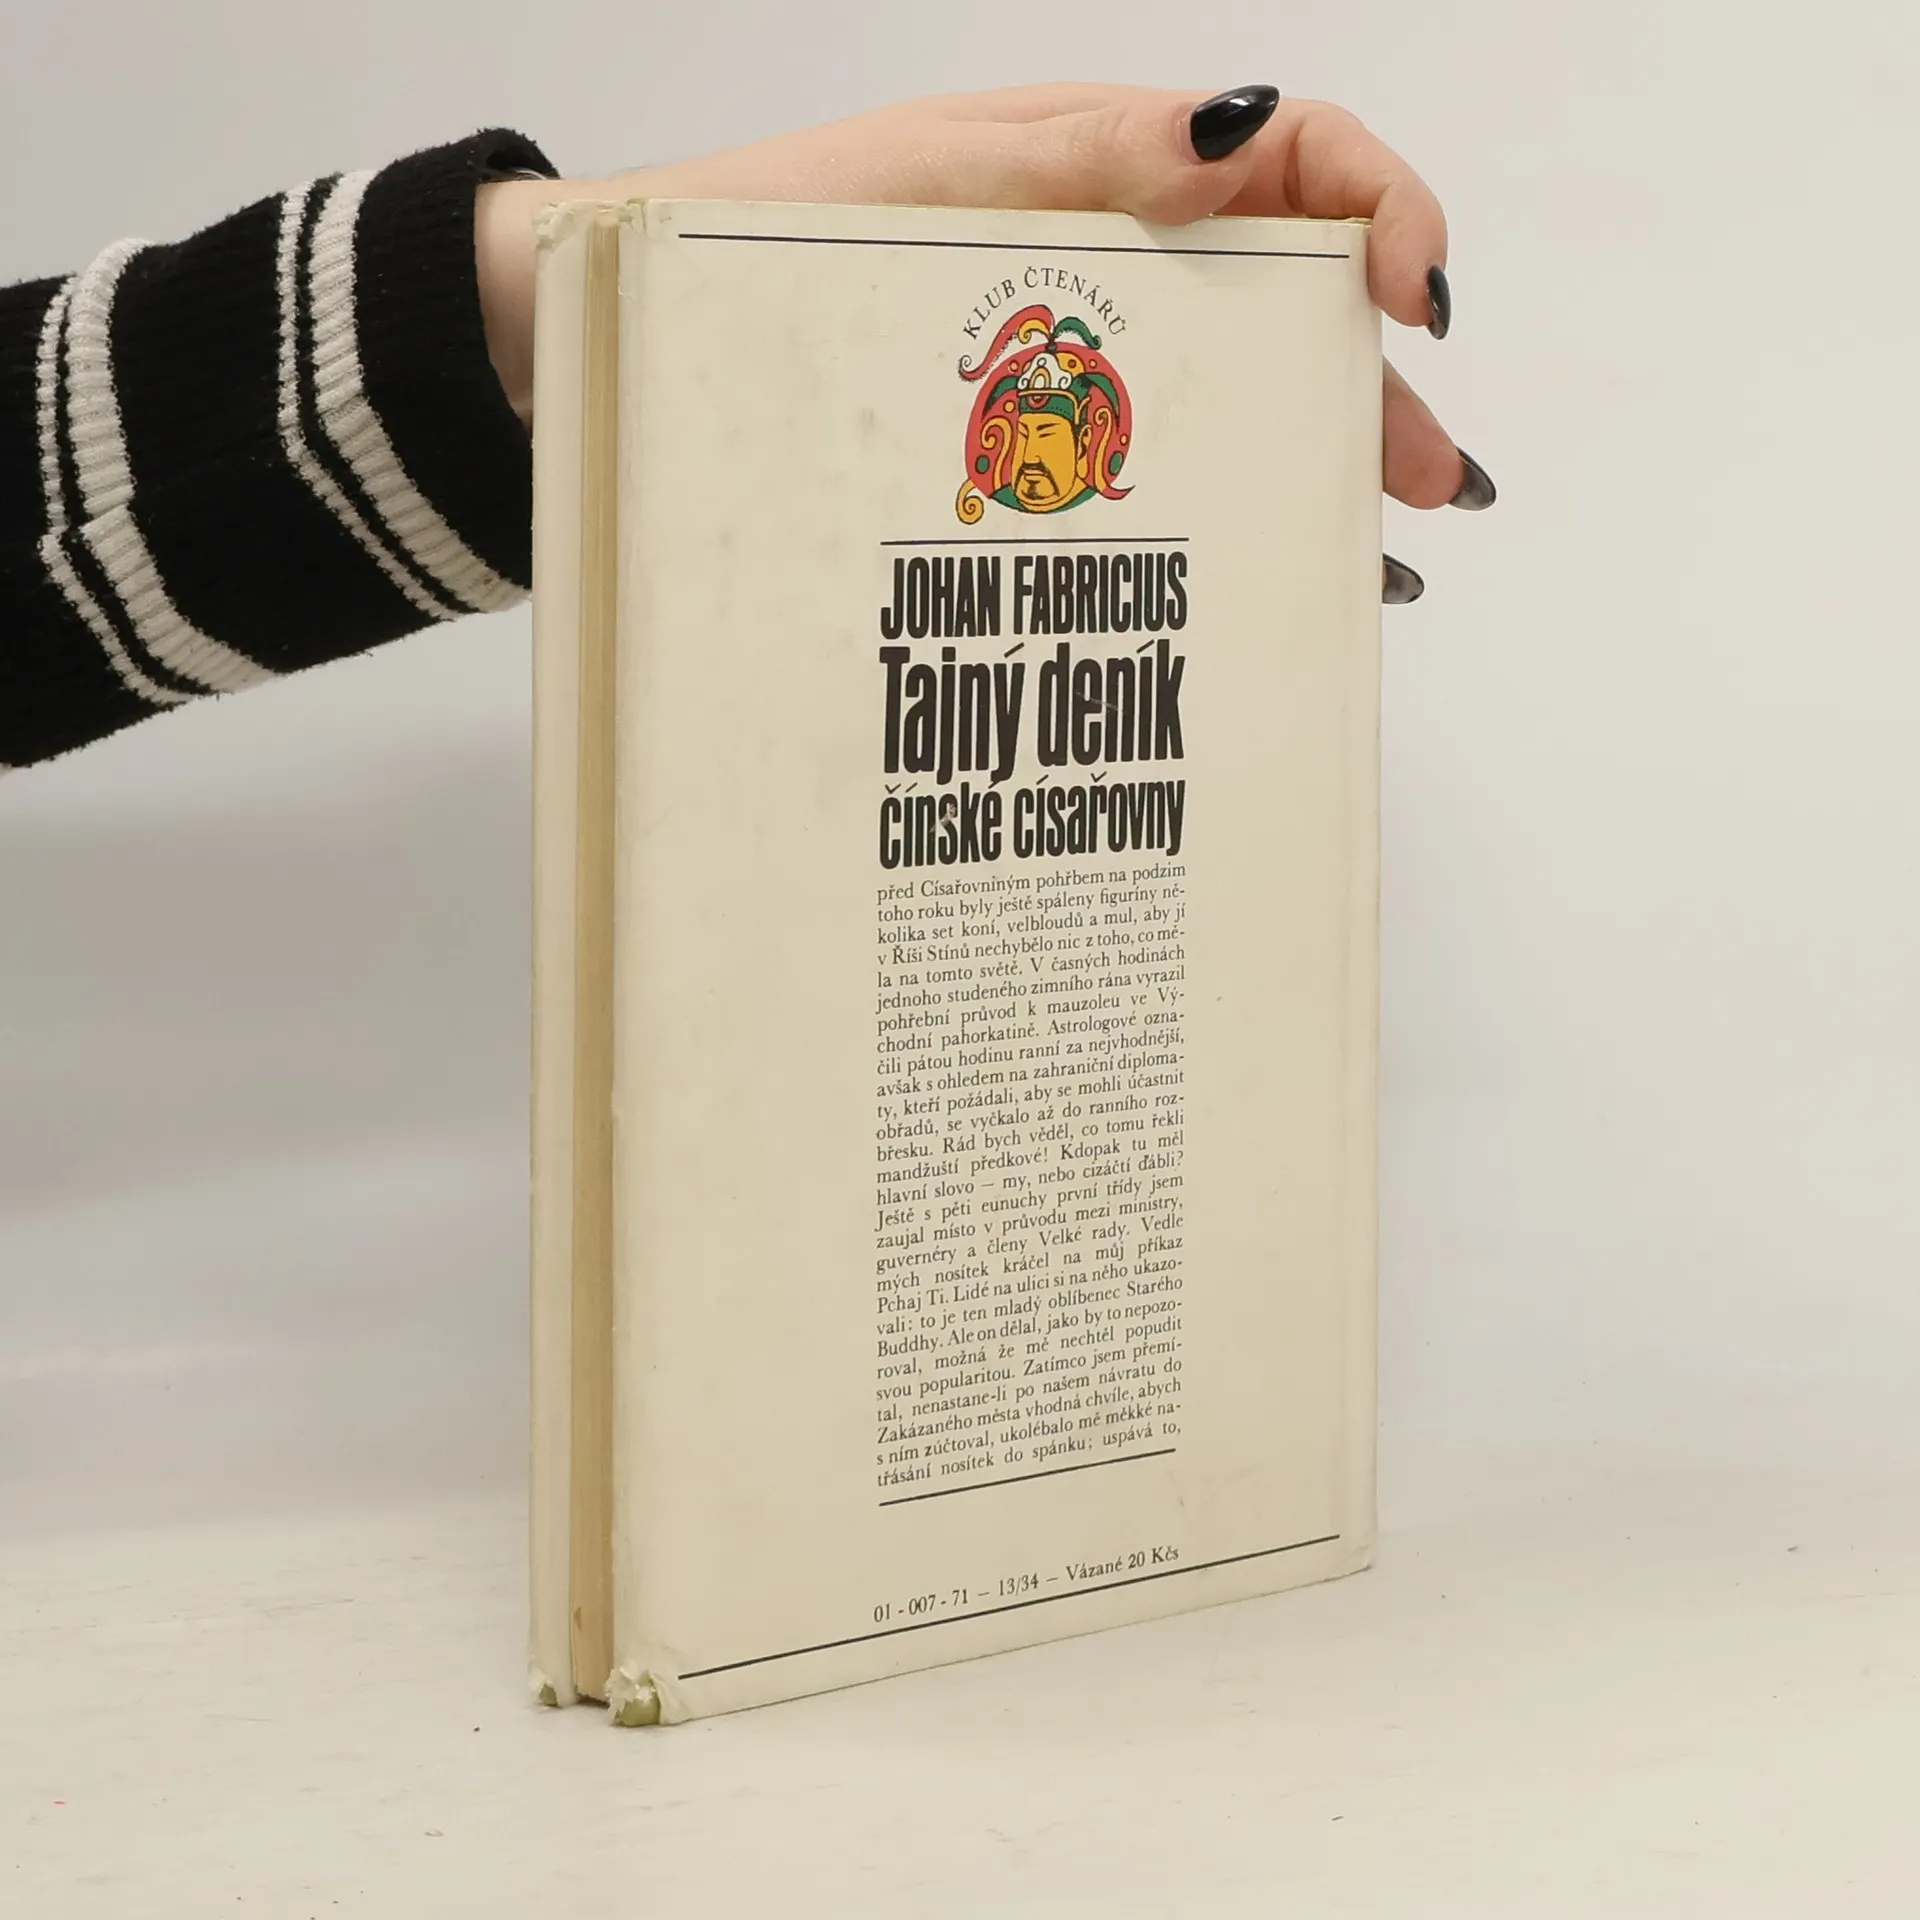 KLUB ČTENÁŘŮ
JOHAN FABRICIUS
Tajný deník
čínské císařovny
před Císařovniným pohřbem na podzim
toho roku byly ještě spáleny figuríny ně-
kolika set koní, velbloudů a mul, aby jí
v Říši Stínů nechybělo nic z toho, co mě-
la na tomto světě. V časných hodinách
jednoho studeného zimního rána vyrazil
pohřební průvod k mauzoleu ve Vý-
chodní pahorkatině. Astrologové ozna-
čili pátou hodinu ranní za nejvhodnější,
avšak s ohledem na zahraniční diploma-
ty, kteří požádali, aby se mohli účastnit
obřadů, se vyčkalo až do ranního roz-
břesku. Rád bych věděl, co tomu řekli
mandžuští předkové! Kdopak tu měl
hlavní slovo – my, nebo cizáčtí ďábli?
Ještě s pěti eunuchy první třídy jsem
zaujal místo v průvodu mezi ministry,
guvernéry a členy Velké rady. Vedle
mých nosítek kráčel na můj příkaz
Pchaj Ti. Lidé na ulici si na něho ukazo-
vali: to je ten mladý oblíbenec Starého
Buddhy. Ale on dělal, jako by to nepozo-
roval, možná že mě nechtěl popudit
svou popularitou. Zatímco jsem přemí-
tal, nenastane-li po našem návratu do
Zakázaného města vhodná chvíle, abych
s ním zúčtoval, ukolébalo mě měkké na-
třásání nosítek do spánku; uspává to,
01 - 007 - 71 – 13/34 – Vázané 20 Kčs